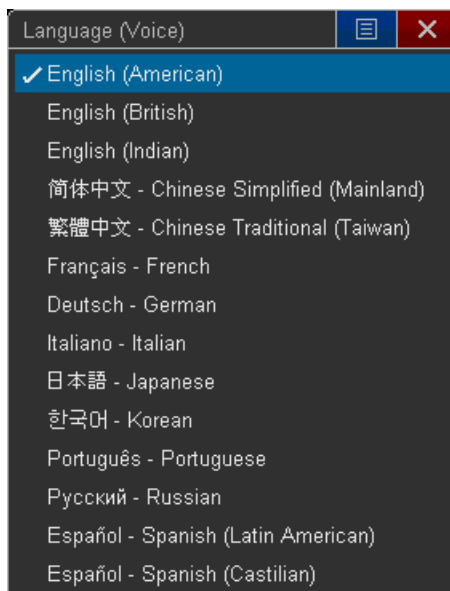 Language (Voice)
English (American)
English (British)
English (Indian)
简体中文 - Chinese Simplified (Mainland)
繁體中文 - Chinese Traditional (Taiwan)
Français - French
Deutsch - German
Italiano - Italian
日本語 - Japanese
한국어 - Korean
Português - Portuguese
Русский - Russian
Español - Spanish (Latin American)
Español - Spanish (Castilian)